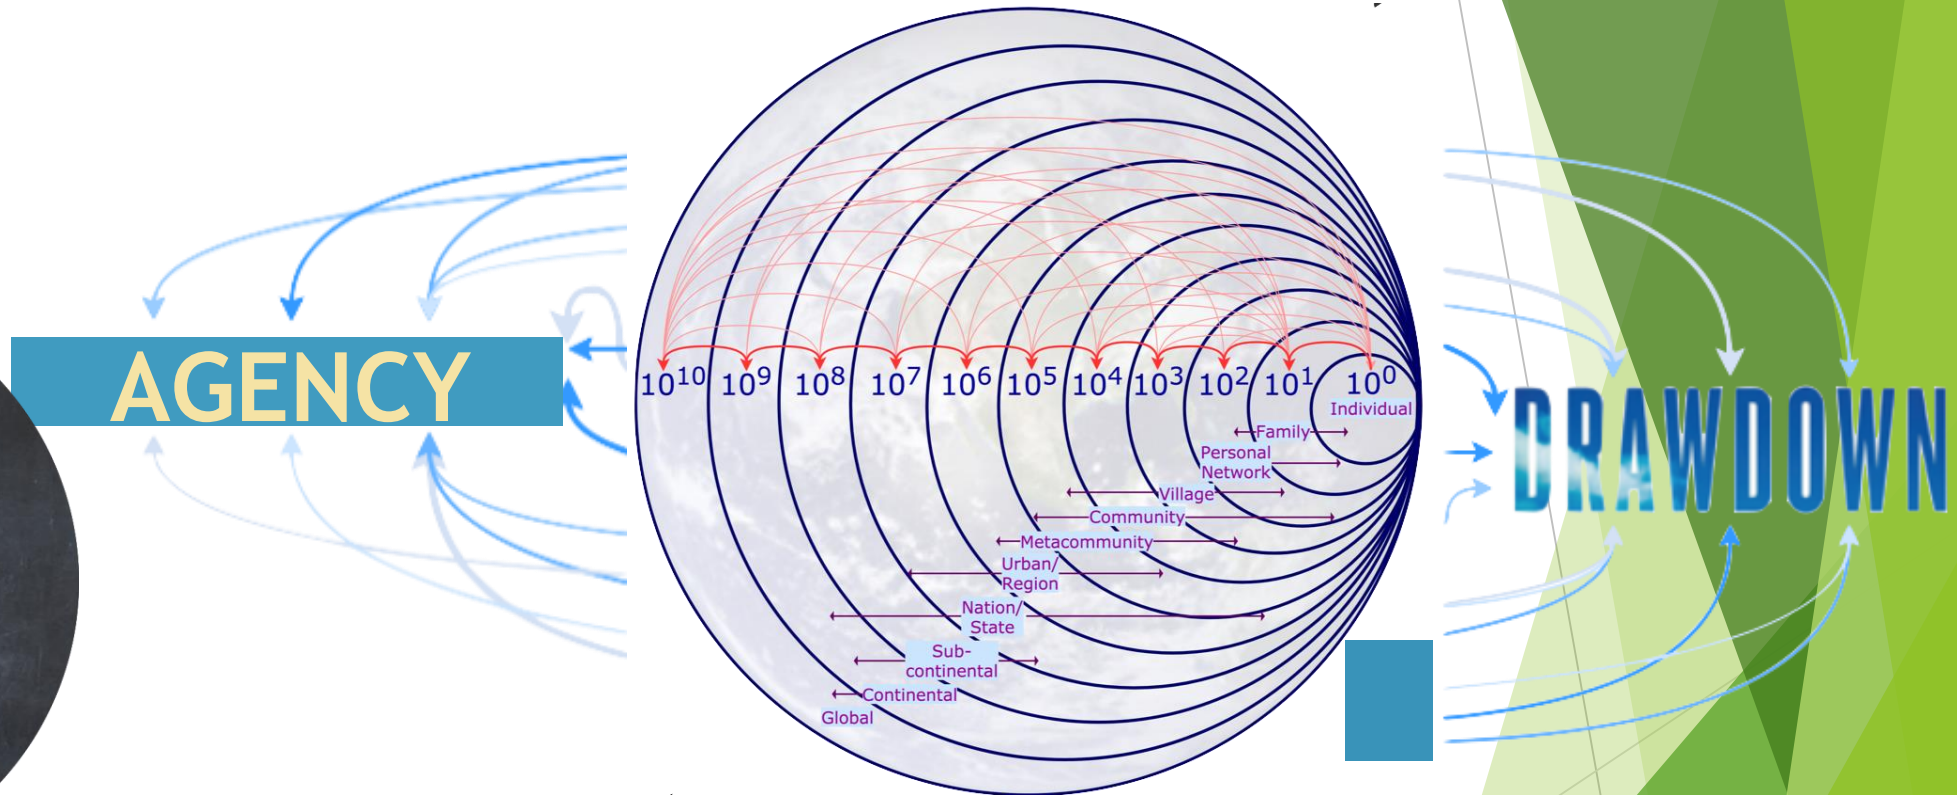 AGENCY
10¹⁰ 10⁹ 10⁸ 10⁷ 10⁶ 10⁵ 10⁴ 10³ 10² 10¹ 10⁰
Individual
Family
Personal
Network
Village
Community
Metacommunity
Urban/
Region
Nation/
State
Sub-
continental
Continental
Global
DRAWDOWN